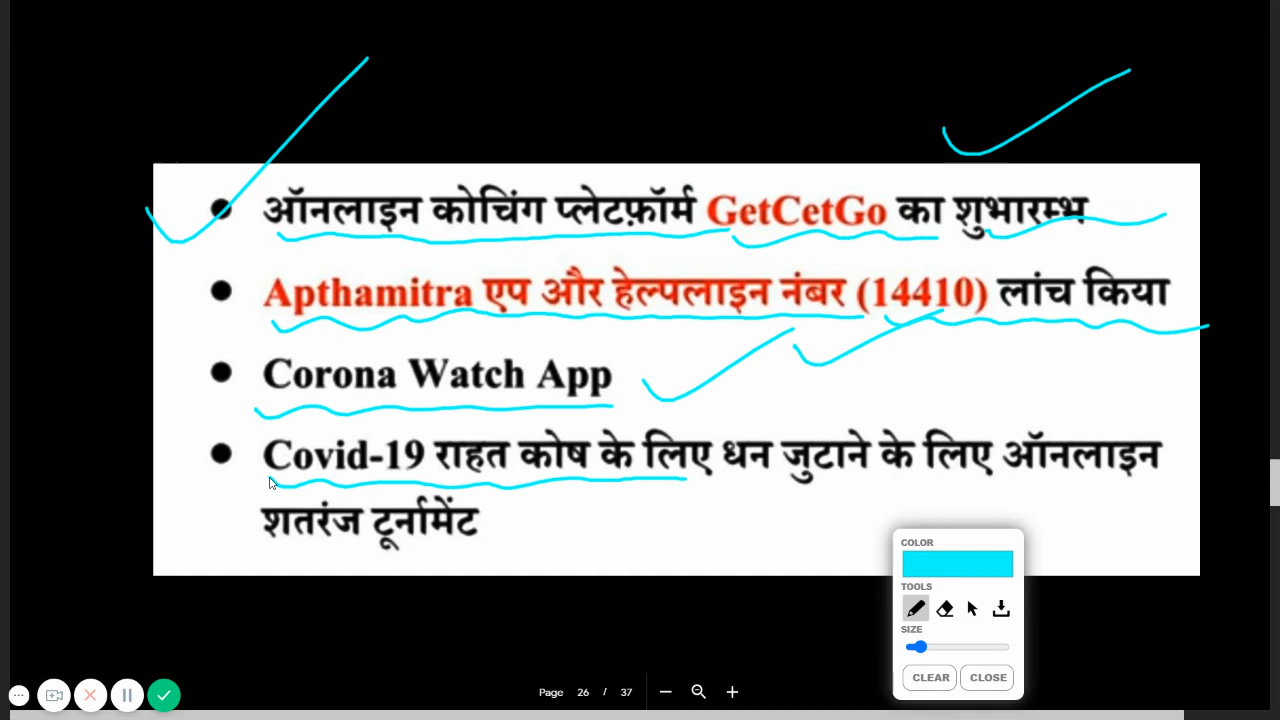 ऑनलाइन कोचिंग प्लेटफ़ॉर्म GetCetGo का शुभारम्भ
Apthamitra एप और हेल्पलाइन नंबर (14410) लांच किया
Corona Watch App
Covid-19 राहत कोष के लिए धन जुटाने के लिए ऑनलाइन
शतरंज टूर्नामेंट
COLOR
TOOLS
SIZE
CLEAR CLOSE
Page 26 / 37